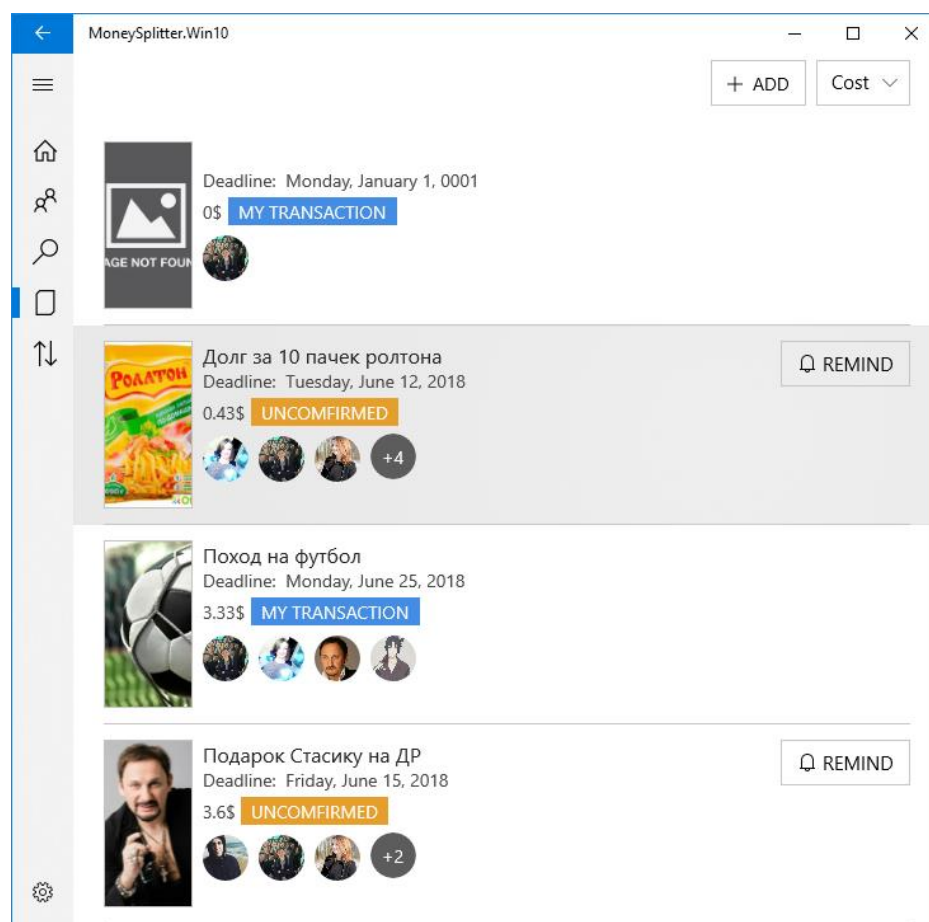 MoneySplitter.Win10
+ ADD
Cost
Deadline: Monday, January 1, 0001
0$ MY TRANSACTION
AGE NOT FOUN
Долг за 10 пачек ролтона
Deadline: Tuesday, June 12, 2018
REMIND
0.43$ UNCOMFIRMED
РОЛЛТОН
+4
Поход на футбол
Deadline: Monday, June 25, 2018
3.33$ MY TRANSACTION
Подарок Стасику на ДР
Deadline: Friday, June 15, 2018
REMIND
3.6$ UNCOMFIRMED
+2